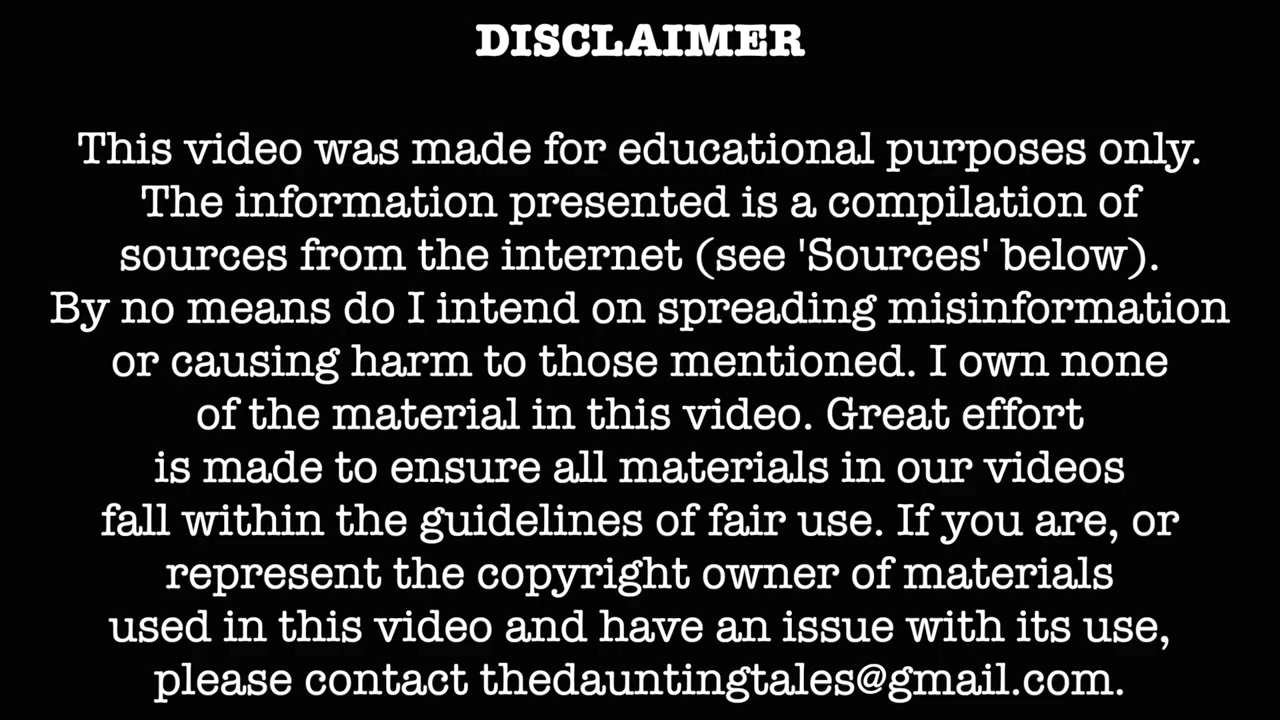 DISCLAIMER
This video was made for educational purposes only.
The information presented is a compilation of
sources from the internet (see 'Sources' below).
By no means do I intend on spreading misinformation
or causing harm to those mentioned. I own none
of the material in this video. Great effort
is made to ensure all materials in our videos
fall within the guidelines of fair use. If you are, or
represent the copyright owner of materials
used in this video and have an issue with its use,
please contact thedauntingtales@gmail.com.